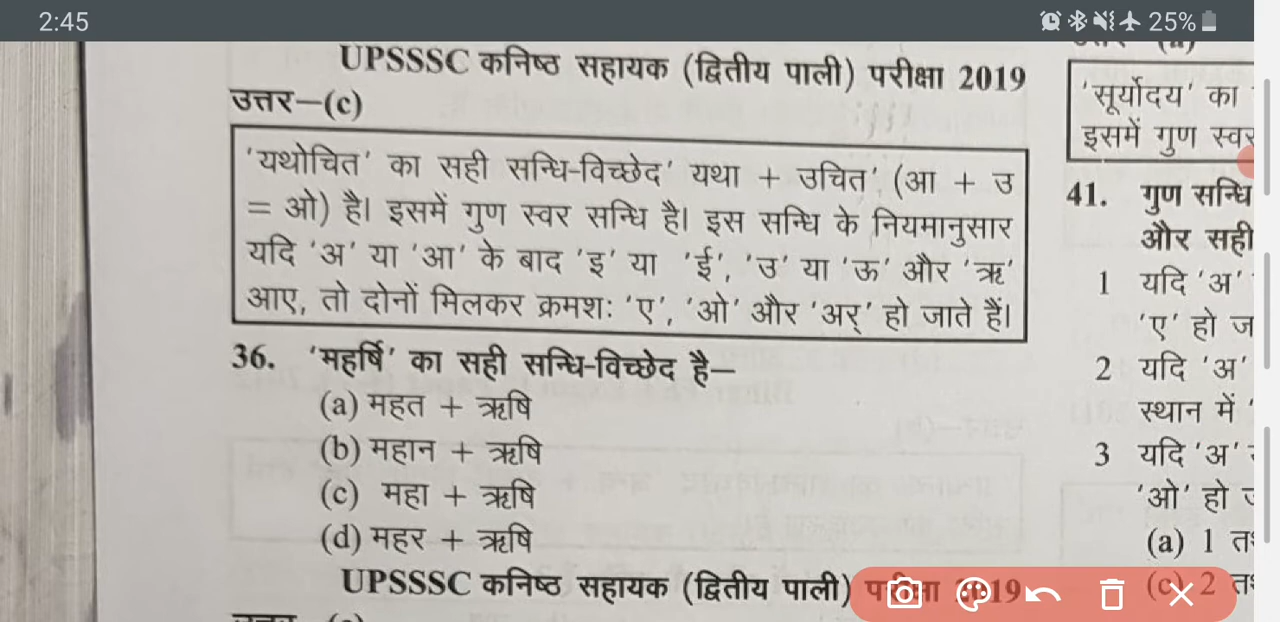 2:45
25%
UPSSSC कनिष्ठ सहायक (द्वितीय पाली) परीक्षा 2019
उत्तर–(c)
'यथोचित' का सही सन्धि-विच्छेद' यथा + उचित' (आ + उ
= ओ) है। इसमें गुण स्वर सन्धि है। इस सन्धि के नियमानुसार
यदि 'अ' या 'आ' के बाद 'इ' या 'ई', 'उ' या 'ऊ' और 'ऋ'
आए, तो दोनों मिलकर क्रमशः 'ए', 'ओ' और 'अर्' हो जाते हैं।
36. 'महर्षि' का सही सन्धि-विच्छेद है–
(a) महत + ऋषि
(b) महान + ऋषि
(c) महा + ऋषि
(d) महर + ऋषि
UPSSSC कनिष्ठ सहायक (द्वितीय पाली) परीक्षा 2019
'सूर्योदय' का
इसमें गुण
41. गुण सन्धि
और सही
1 यदि 'अ'
'ए' हो
2 यदि 'अ'
स्थान में
3 यदि 'अ'
'ओ' हो
(a) 1
(c) 2